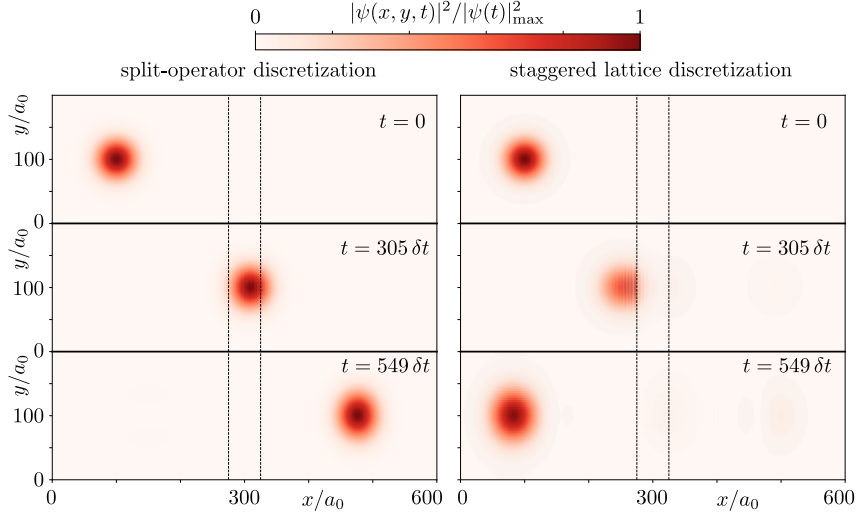 |ψ(x, y, t)|²/|ψ(t)|²max
0 1
split-operator discretization
staggered lattice discretization
y/a₀
100
0
t = 0
t = 0
y/a₀
100
0
t = 305 δt
t = 305 δt
y/a₀
100
0
t = 549 δt
t = 549 δt
0 300 x/a₀ 600
0 300 x/a₀ 600